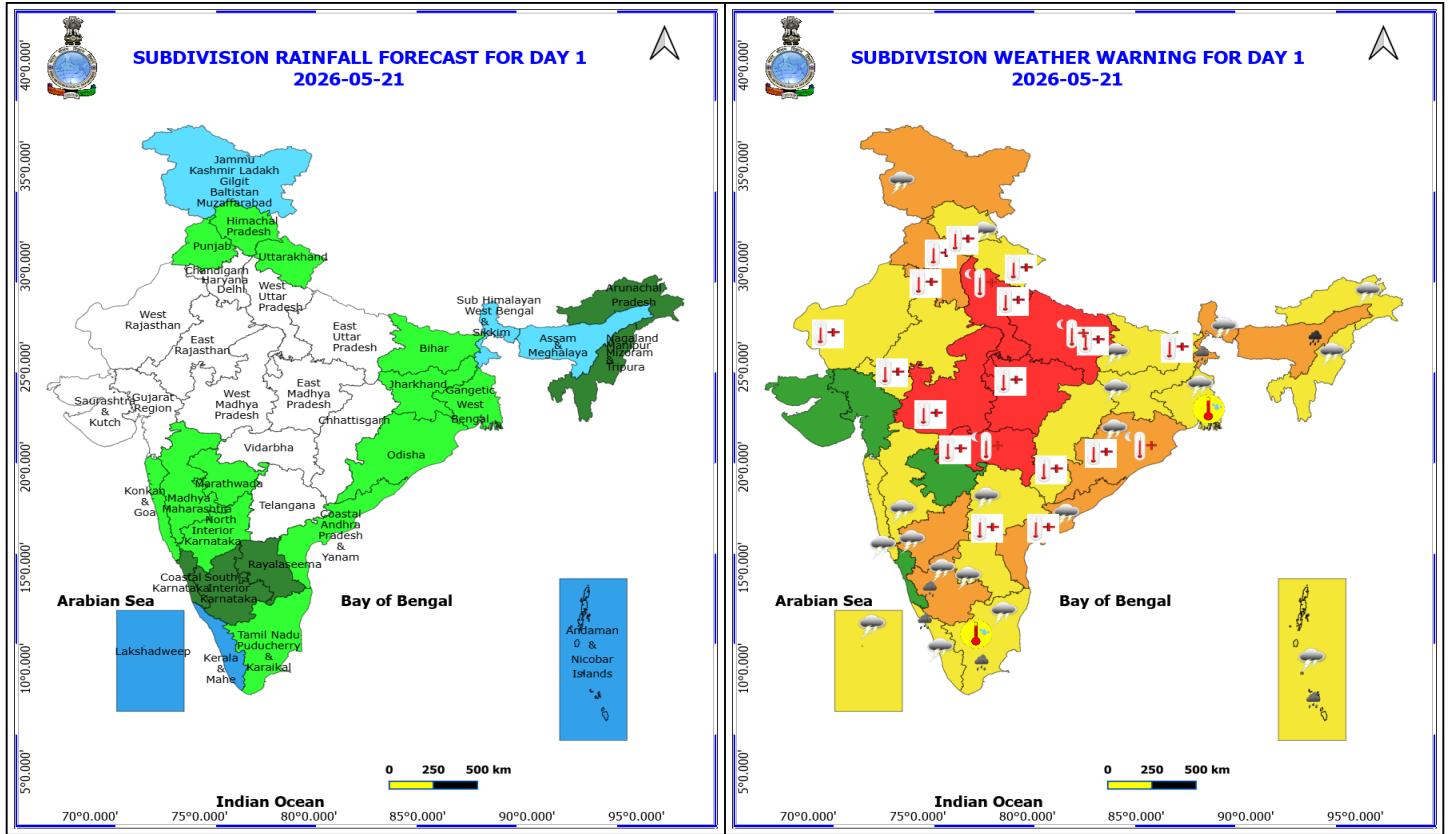 SUBDIVISION RAINFALL FORECAST FOR DAY 1
2026-05-21
40°0.000'
35°0.000'
30°0.000'
25°0.000'
20°0.000'
15°0.000'
10°0.000'
5°0.000'
Jammu
Kashmir Ladakh
Gilgit
Baltistan
Muzaffarabad
Himachal
Pradesh
Punjab
Uttarakhand
Chandigarh
Haryana
Delhi
West
Uttar
Pradesh
West
Rajasthan
East
Rajasthan
East
Uttar
Pradesh
Sub Himalayan
West Bengal
&
Sikkim
Arunachal
Pradesh
Assam
&
Meghalaya
Nagaland
Manipur
Mizoram
&
Tripura
Bihar
Jharkhand
Gangetic
West
Bengal
Saurashtra
&
Kutch
Gujarat
Region
West
Madhya
Pradesh
East
Madhya
Pradesh
Chhattisgarh
Vidarbha
Odisha
Konkan
&
Goa
Marathwada
Madhya
Maharashtra
North
Interior
Karnataka
Telangana
Coastal
Andhra
Pradesh
&
Yanam
Rayalaseema
Coastal
Karnataka
South
Interior
Karnataka
Tamil Nadu
Puducherry
&
Karaikal
Kerala
&
Mahe
Lakshadweep
Andaman
&
Nicobar
Islands
Arabian Sea
Bay of Bengal
Indian Ocean
0 250 500 km
70°0.000' 75°0.000' 80°0.000' 85°0.000' 90°0.000' 95°0.000'
SUBDIVISION WEATHER WARNING FOR DAY 1
2026-05-21
40°0.000'
35°0.000'
30°0.000'
25°0.000'
20°0.000'
15°0.000'
10°0.000'
5°0.000'
Arabian Sea
Bay of Bengal
Indian Ocean
0 250 500 km
70°0.000' 75°0.000' 80°0.000' 85°0.000' 90°0.000' 95°0.000'